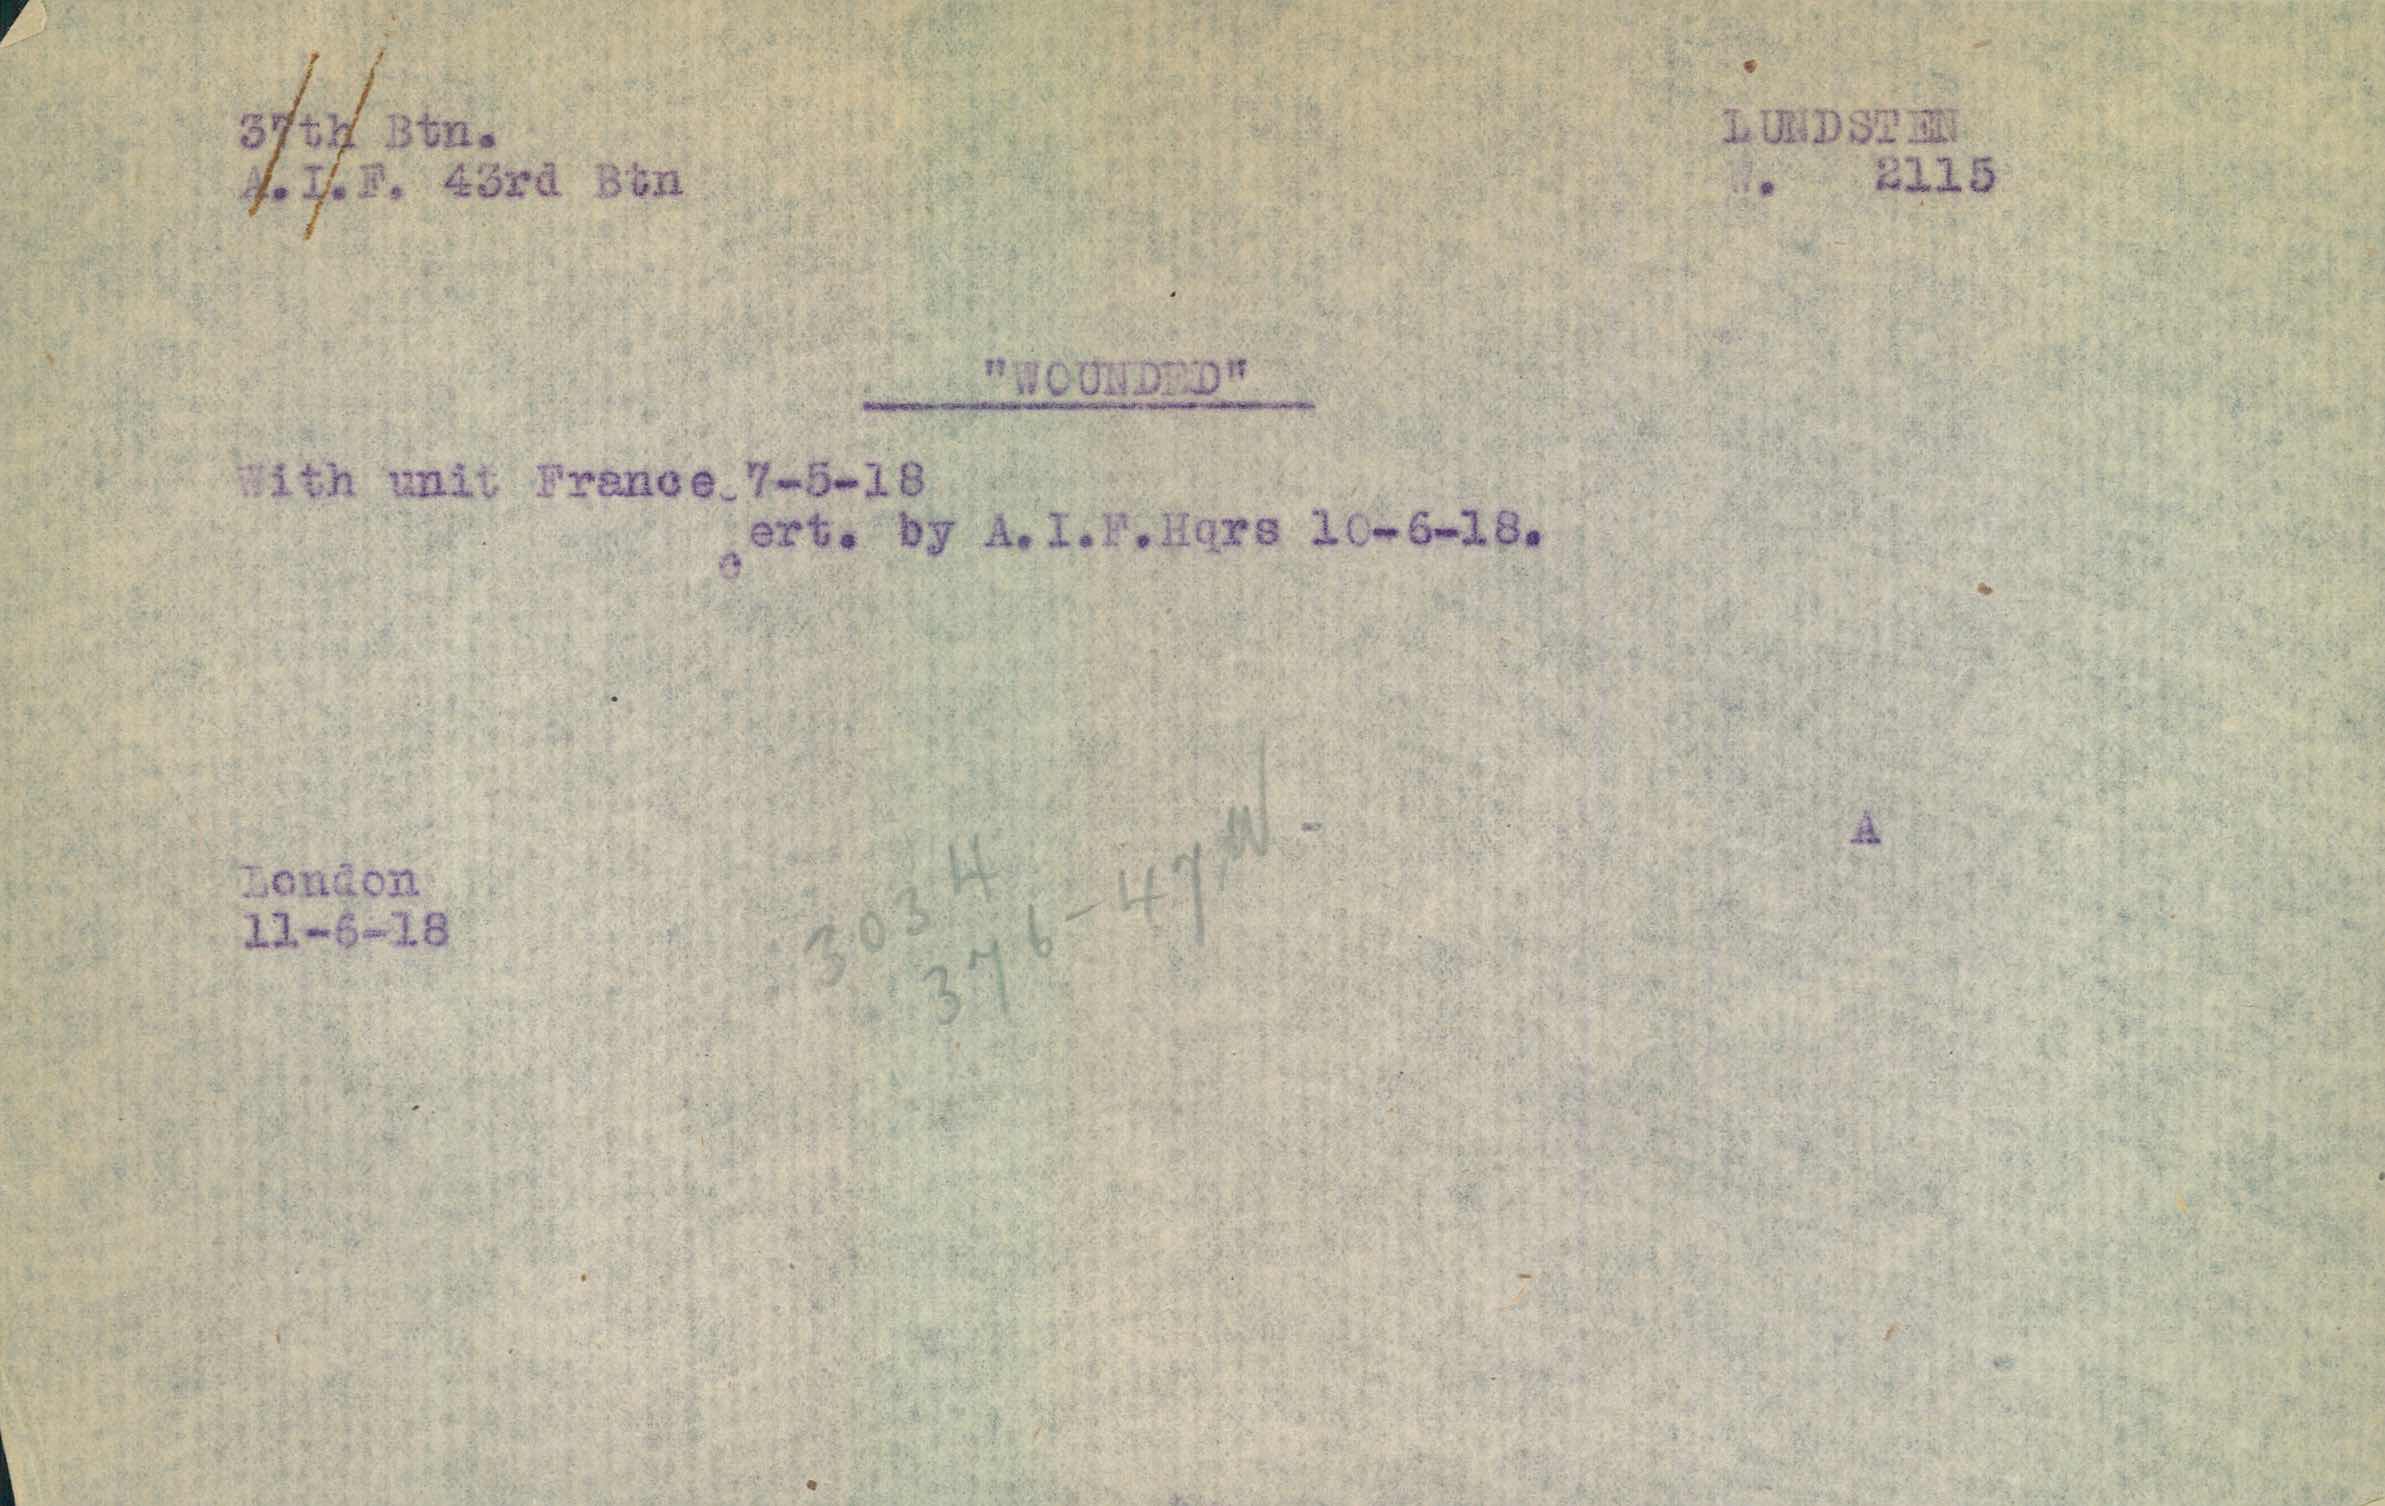 37th Btn.
A.I.F. 43rd Btn
LUNDSTEN
W. 2115
"WOUNDED"
With unit France 7-5-18
cert. by A.I.F.Hqrs 10-6-18.
A
London
11-6-18
3034
376-47 W